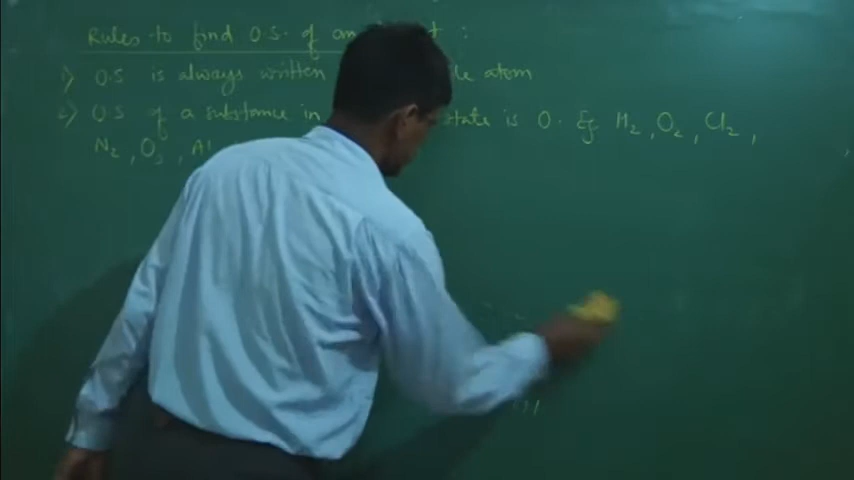 Rules to find O.S. of an :
1) O.S is always written atom
2) O.S of a substance in state is 0. Eg H₂, O₂, Cl₂,
N₂, O₃, Al